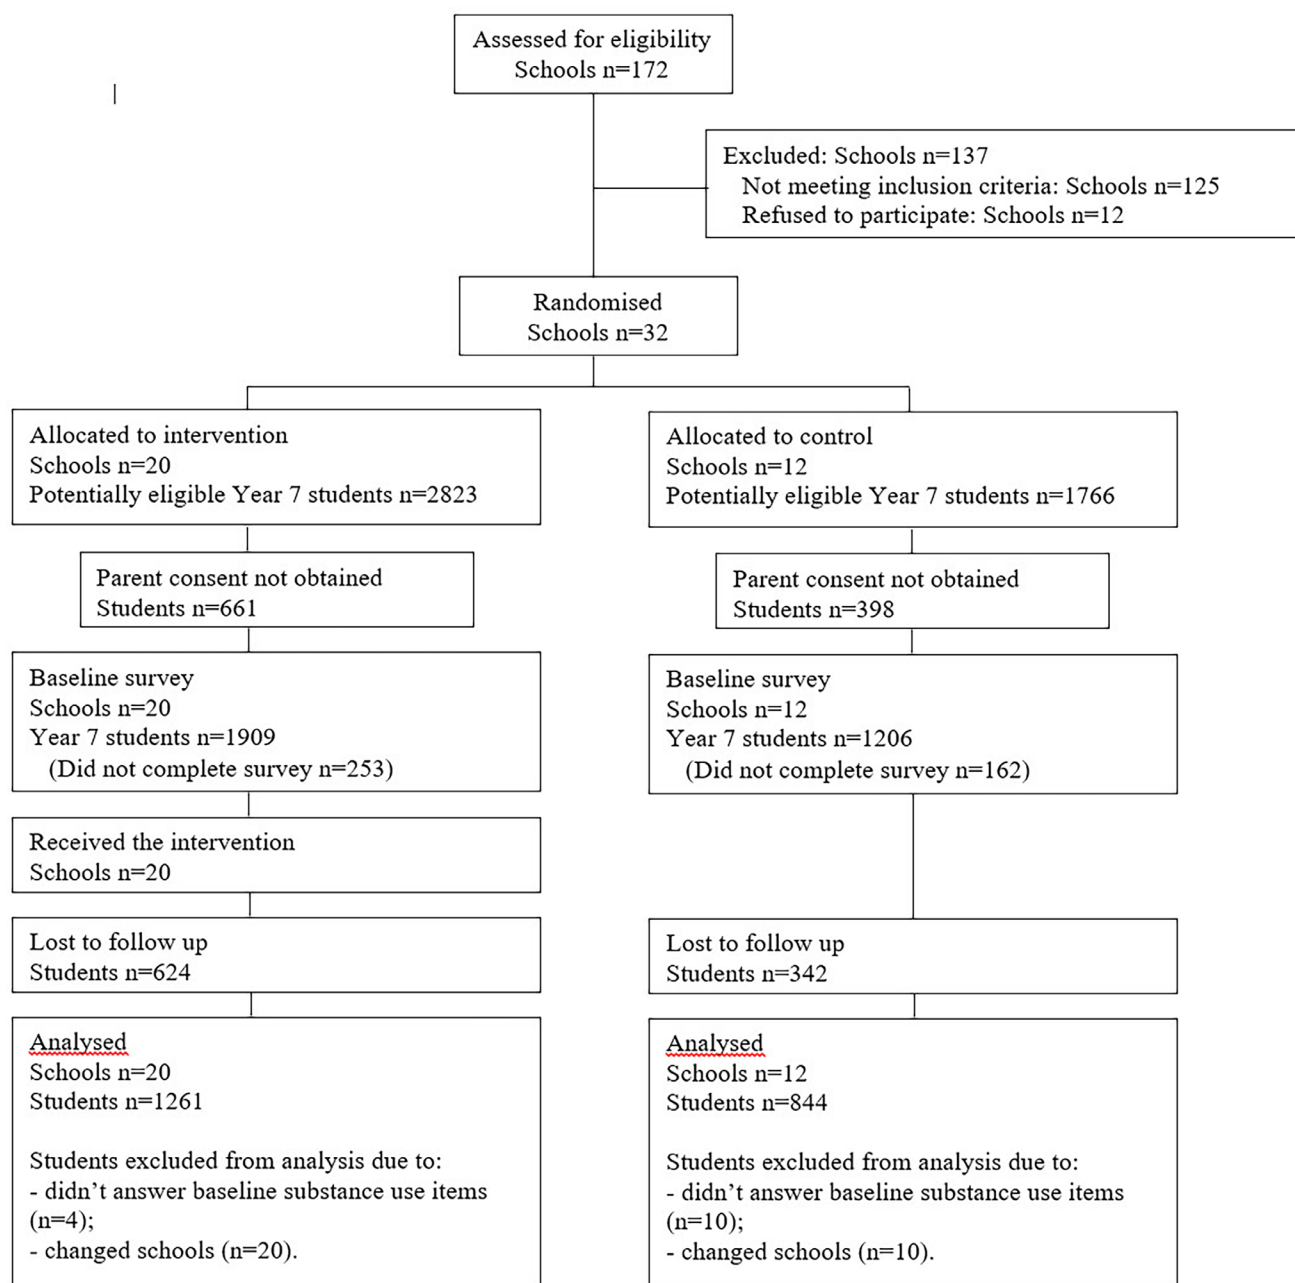 Assessed for eligibility
Schools n=172
Excluded: Schools n=137
Not meeting inclusion criteria: Schools n=125
Refused to participate: Schools n=12
Randomised
Schools n=32
Allocated to intervention
Schools n=20
Potentially eligible Year 7 students n=2823
Allocated to control
Schools n=12
Potentially eligible Year 7 students n=1766
Parent consent not obtained
Students n=661
Parent consent not obtained
Students n=398
Baseline survey
Schools n=20
Year 7 students n=1909
(Did not complete survey n=253)
Baseline survey
Schools n=12
Year 7 students n=1206
(Did not complete survey n=162)
Received the intervention
Schools n=20
Lost to follow up
Students n=624
Lost to follow up
Students n=342
Analysed
Schools n=20
Students n=1261
Students excluded from analysis due to:
- didn’t answer baseline substance use items
(n=4);
- changed schools (n=20).
Analysed
Schools n=12
Students n=844
Students excluded from analysis due to:
- didn’t answer baseline substance use items
(n=10);
- changed schools (n=10).